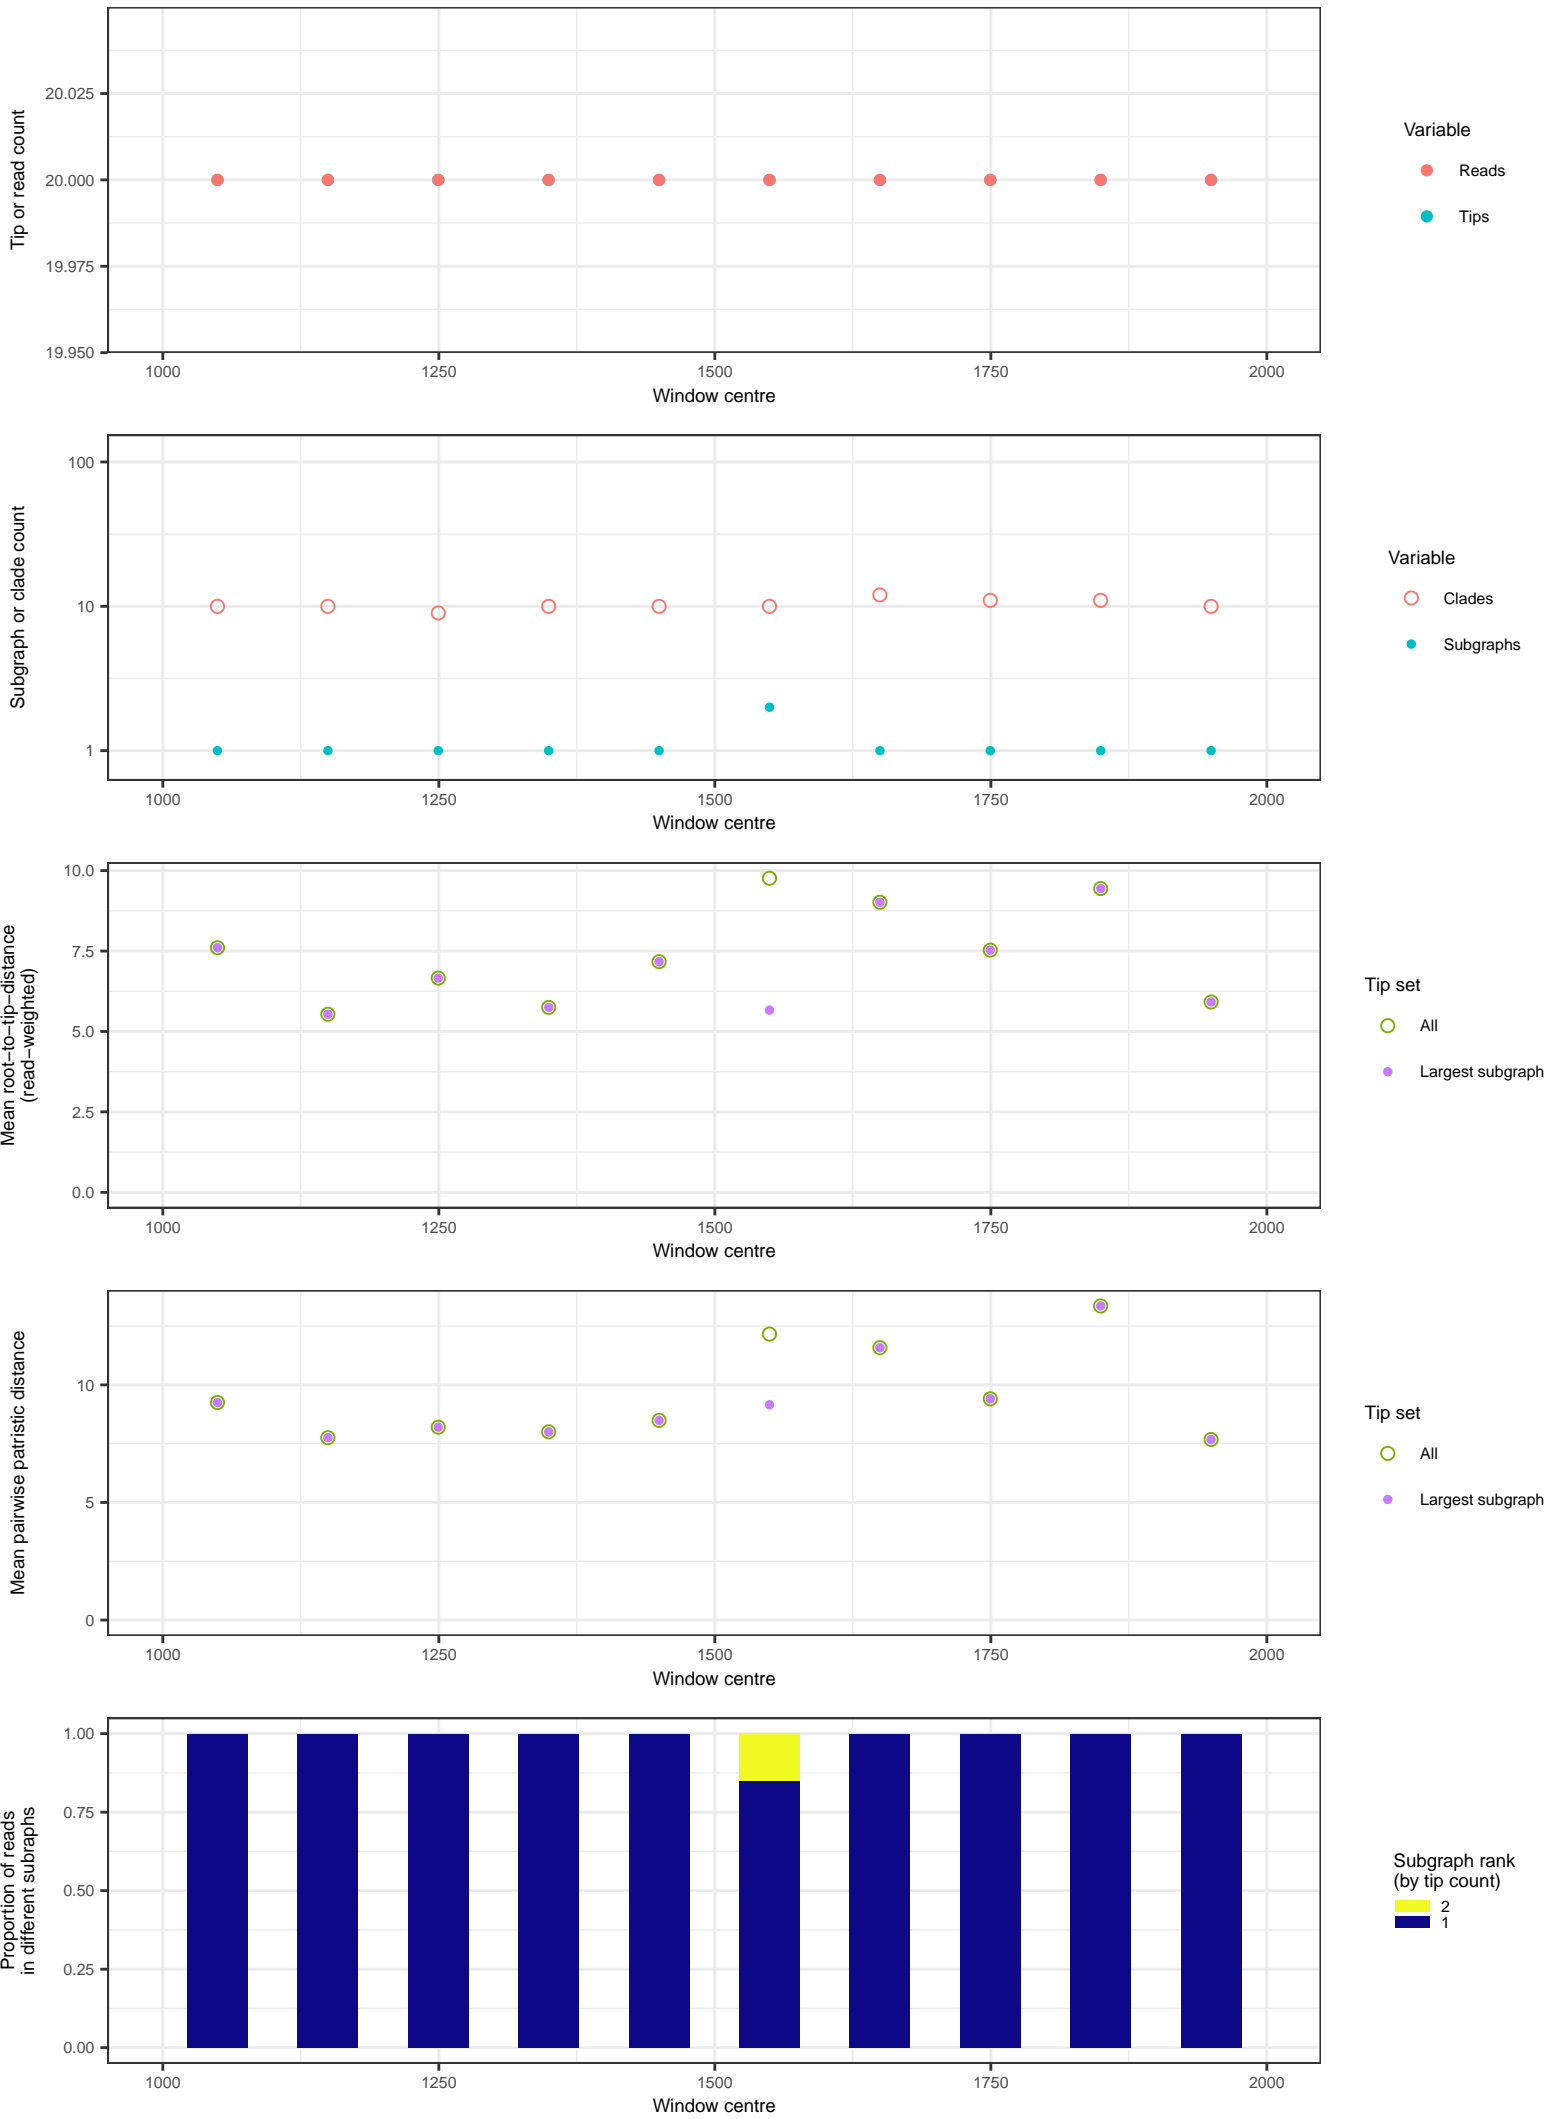 Tip or read count
20.025
20.000
19.975
19.950
1000 1250 1500 1750 2000
Window centre
Variable
Reads
Tips
Subgraph or clade count
100
10
1
1000 1250 1500 1750 2000
Window centre
Variable
Clades
Subgraphs
Mean root−to−tip−distance
(read−weighted)
10.0
7.5
5.0
2.5
0.0
1000 1250 1500 1750 2000
Window centre
Tip set
All
Largest subgraph
Mean pairwise patristic distance
10
5
0
1000 1250 1500 1750 2000
Window centre
Tip set
All
Largest subgraph
Proportion of reads
in different subraphs
1.00
0.75
0.50
0.25
0.00
1000 1250 1500 1750 2000
Window centre
Subgraph rank
(by tip count)
2
1